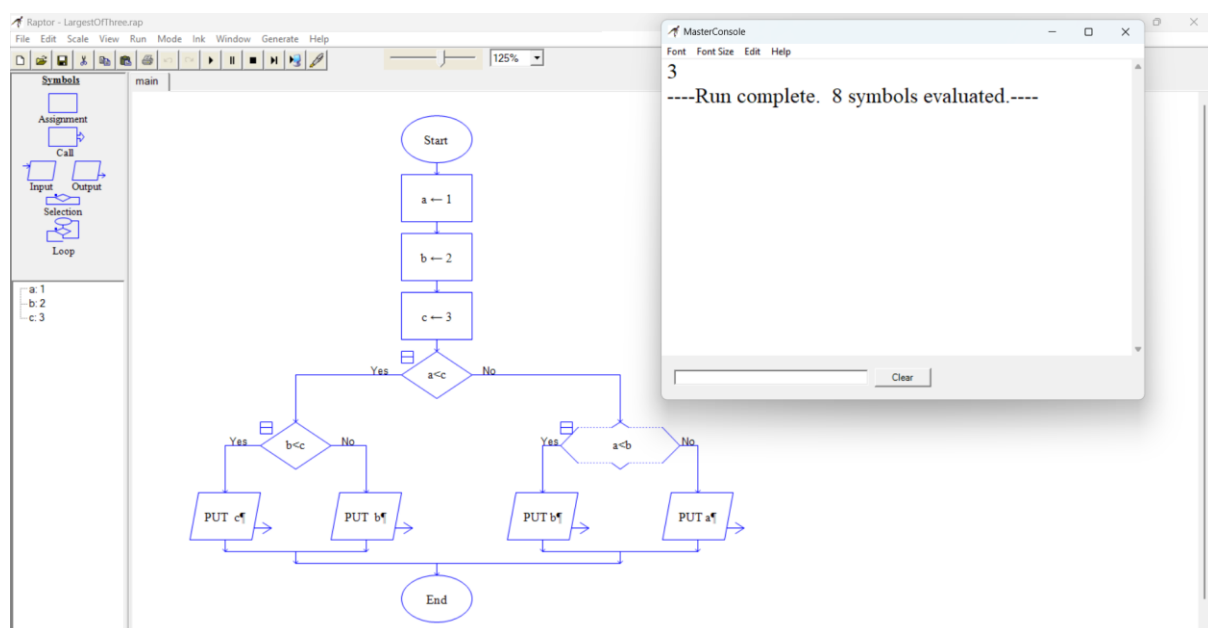 Raptor - LargestOfThree.rap
File Edit Scale View Run Mode Ink Window Generate Help
125%
Symbols
Assignment
Call
Input Output
Selection
Loop
a: 1
b: 2
c: 3
main
Start
a ← 1
b ← 2
c ← 3
Yes a<c No
Yes b<c No
Yes a<b No
PUT c¶ PUT b¶ PUT b¶ PUT a¶
End
MasterConsole
Font Font Size Edit Help
3
----Run complete. 8 symbols evaluated.----
Clear